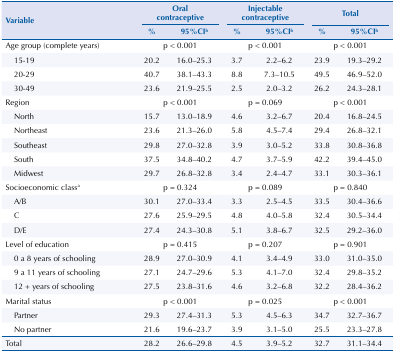 Variable Oral contraceptive Injectable contraceptive Total
% 95%CIb % 95%CIb % 95%CIb
Age group (complete years) p < 0.001 p < 0.001 p < 0.001
15-19 20.2 16.0–25.3 3.7 2.2–6.2 23.9 19.3–29.2
20-29 40.7 38.1–43.3 8.8 7.3–10.5 49.5 46.9–52.0
30-49 23.6 21.9–25.5 2.5 2.0–3.2 26.2 24.3–28.1
Region p < 0.001 p = 0.069 p < 0.001
North 15.7 13.0–18.9 4.6 3.2–6.7 20.4 16.8–24.5
Northeast 23.6 21.3–26.0 5.8 4.5–7.4 29.4 26.8–32.1
Southeast 29.8 27.0–32.8 3.9 3.0–5.2 33.8 30.8–36.8
South 37.5 34.8–40.2 4.7 3.7–5.9 42.2 39.4–45.0
Midwest 29.7 26.8–32.8 3.4 2.4–4.7 33.1 30.3–36.1
Socioeconomic classa p = 0.324 p = 0.089 p = 0.840
A/B 30.1 27.0–33.4 3.3 2.5–4.5 33.5 30.4–36.6
C 27.6 25.9–29.5 4.8 4.0–5.8 32.4 30.5–34.4
D/E 27.4 24.3–30.8 5.1 3.8–6.7 32.5 29.2–36.0
Level of education p = 0.415 p = 0.207 p = 0.901
0 a 8 years of schooling 28.9 27.0–30.9 4.1 3.4–4.9 33.0 31.0–35.0
9 a 11 years of schooling 27.1 24.7–29.6 5.3 4.1–7.0 32.4 29.8–35.2
12 + years of schooling 27.5 23.8–31.6 4.6 3.2–6.8 32.2 28.4–36.2
Marital status p < 0.001 p = 0.025 p < 0.001
Partner 29.3 27.4–31.3 5.3 4.5–6.3 34.7 32.7–36.7
No partner 21.6 19.6–23.7 3.9 3.1–5.0 25.5 23.3–27.8
Total 28.2 26.6–29.8 4.5 3.9–5.2 32.7 31.1–34.4